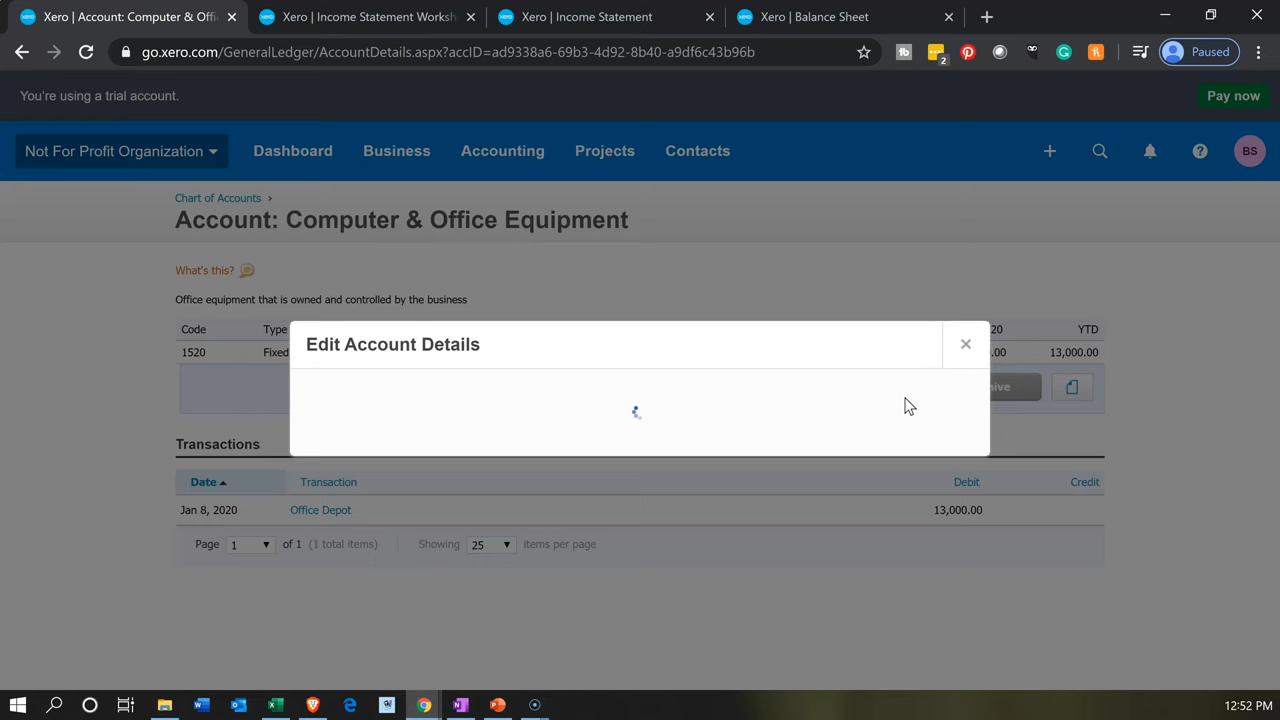 Xero | Account: Computer & Offi
Xero | Income Statement Worksh
Xero | Income Statement
Xero | Balance Sheet
go.xero.com/GeneralLedger/AccountDetails.aspx?accID=ad9338a6-69b3-4d92-8b40-a9df6c43b96b
2
Paused
You're using a trial account.
Pay now
Not For Profit Organization
Dashboard
Business
Accounting
Projects
Contacts
BS
Chart of Accounts ›
Account: Computer & Office Equipment
What's this?
Office equipment that is owned and controlled by the business
Code
Type
20
YTD
1520
Fixed
.00
13,000.00
Edit Account Details
ive
Transactions
Date
Transaction
Debit
Credit
Jan 8, 2020
Office Depot
13,000.00
Page 1 of 1 (1 total items)
Showing 25 items per page
12:52 PM